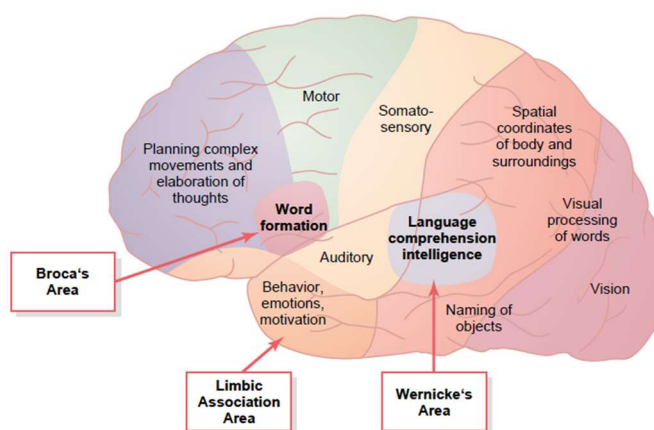 Motor
Somato-
sensory
Spatial
coordinates
of body and
surroundings
Planning complex
movements and
elaboration of
thoughts
Word
formation
Language
comprehension
intelligence
Visual
processing
of words
Auditory
Broca‘s
Area
Behavior,
emotions,
motivation
Naming of
objects
Vision
Limbic
Association
Area
Wernicke‘s
Area